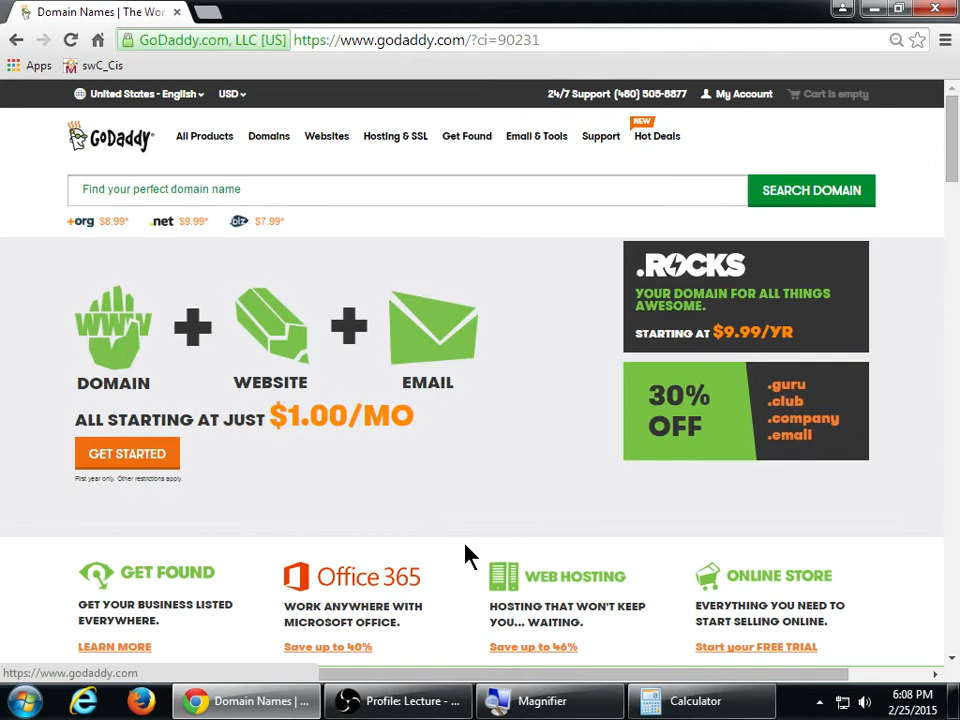 Domain Names | The Wor
GoDaddy.com, LLC [US]
https://www.godaddy.com/?ci=90231
Apps
swC_Cis
United States - English
USD
24/7 Support (480) 505-8877
My Account
Cart is empty
GoDaddy
All Products
Domains
Websites
Hosting & SSL
Get Found
Email & Tools
Support
NEW
Hot Deals
Find your perfect domain name
SEARCH DOMAIN
+org $8.99*
.net $9.99*
.biz $7.99*
WWW
DOMAIN
WEBSITE
EMAIL
ALL STARTING AT JUST $1.00/MO
GET STARTED
First year only. Other restrictions apply.
.ROCKS
YOUR DOMAIN FOR ALL THINGS
AWESOME.
STARTING AT $9.99/YR
30%
OFF
.guru
.club
.company
.email
GET FOUND
GET YOUR BUSINESS LISTED
EVERYWHERE.
LEARN MORE
Office 365
WORK ANYWHERE WITH
MICROSOFT OFFICE.
Save up to 40%
WEB HOSTING
HOSTING THAT WON'T KEEP
YOU... WAITING.
Save up to 46%
ONLINE STORE
EVERYTHING YOU NEED TO
START SELLING ONLINE.
Start your FREE TRIAL
https://www.godaddy.com
Domain Names | ...
Profile: Lecture - ...
Magnifier
Calculator
6:08 PM
2/25/2015